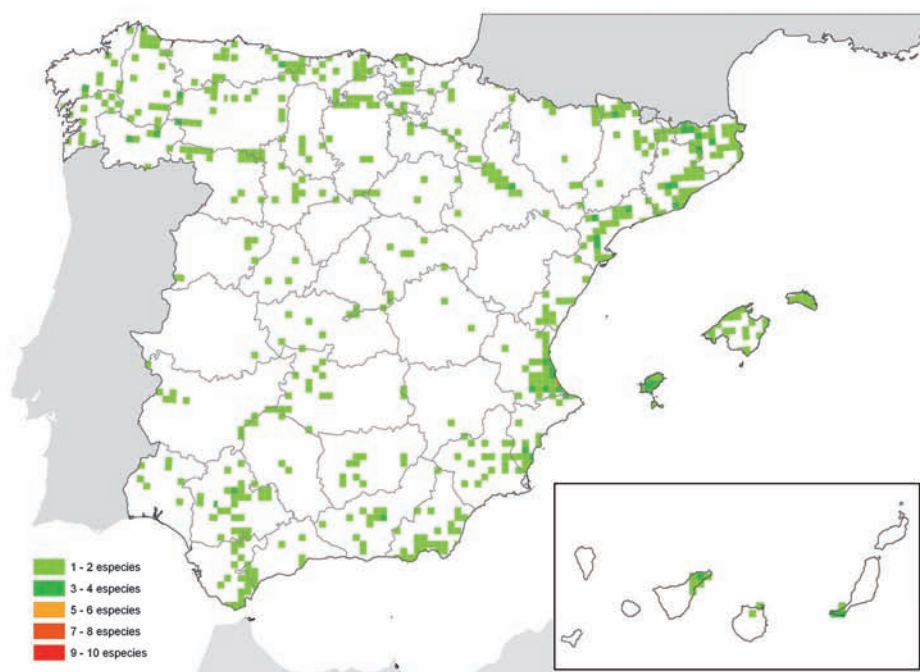 1 - 2 especies
3 - 4 especies
5 - 6 especies
7 - 8 especies
9 - 10 especies